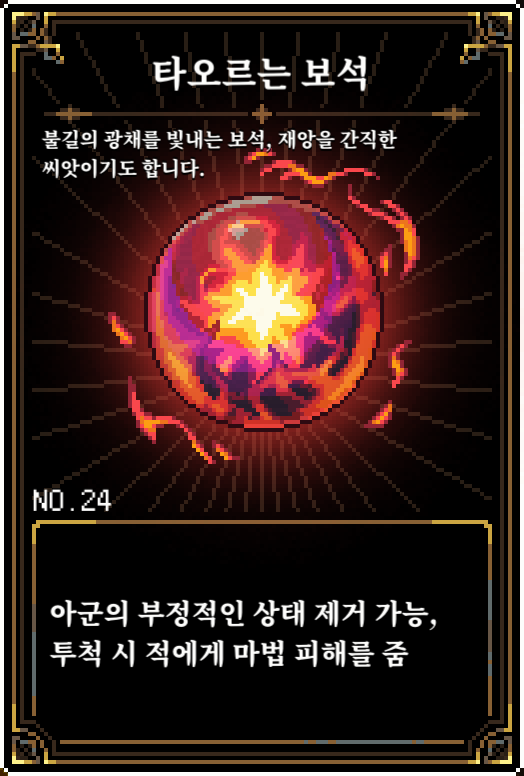 타오르는 보석
불길의 광채를 빛내는 보석, 재앙을 간직한
씨앗이기도 합니다.
NO.24
아군의 부정적인 상태 제거 가능,
투척 시 적에게 마법 피해를 줌